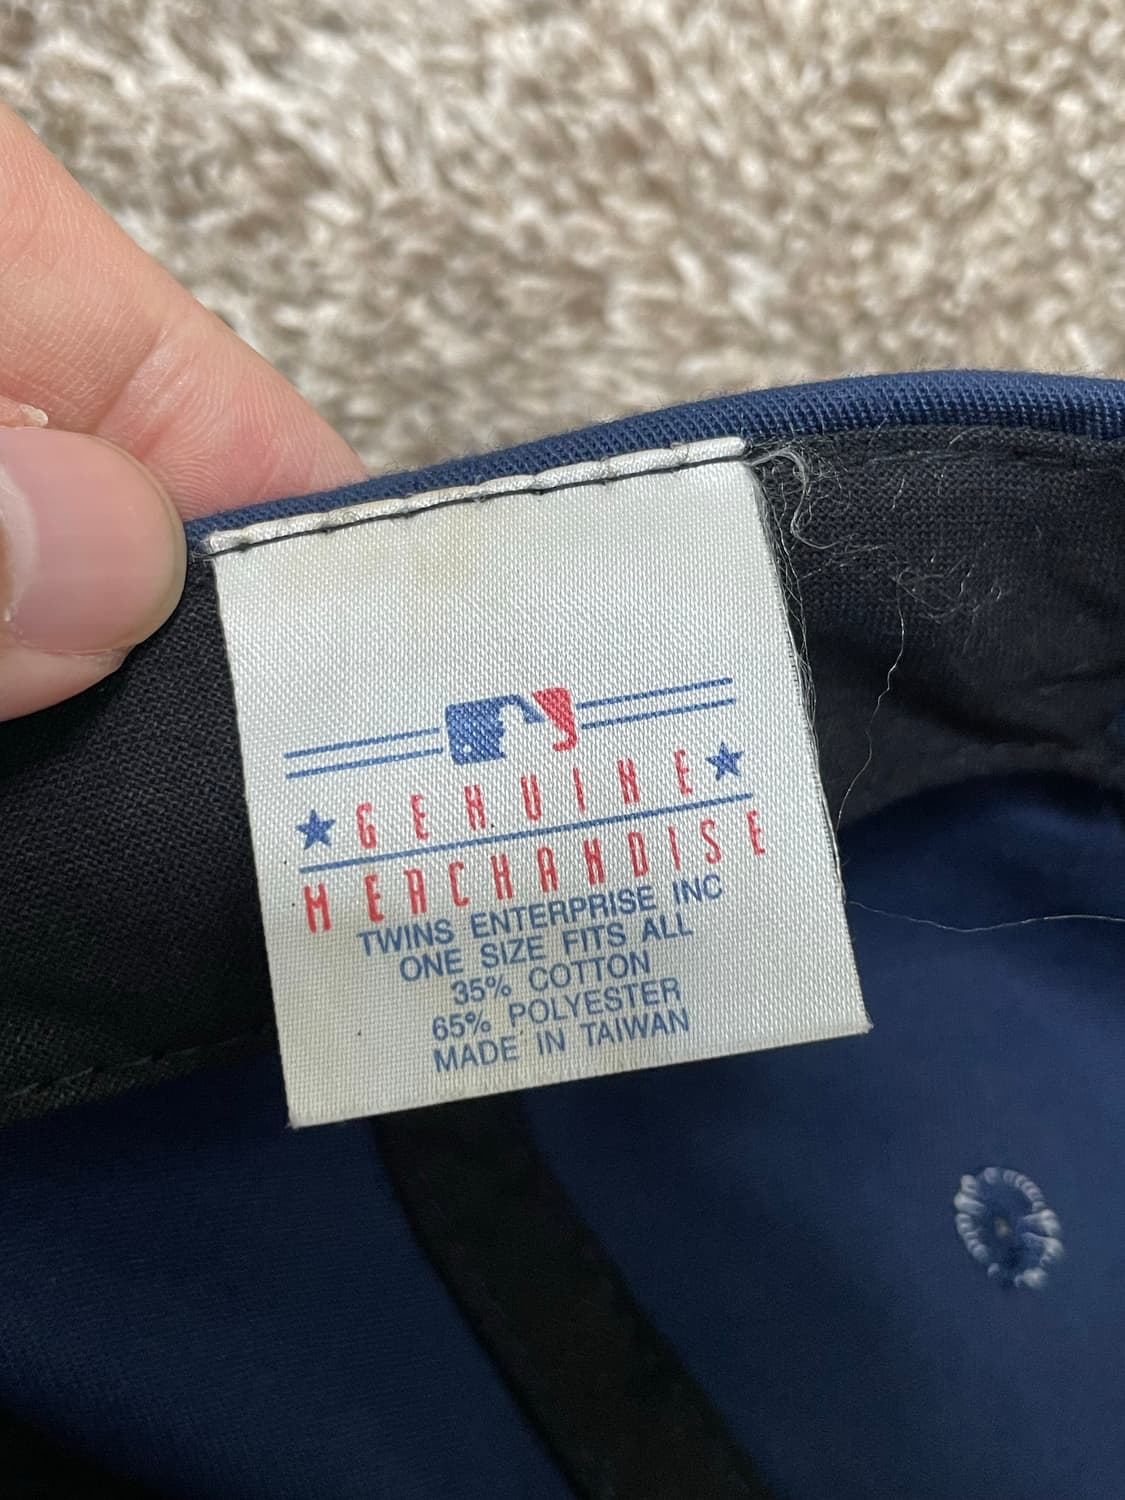 GENUINE
MERCHANDISE
TWINS ENTERPRISE INC
ONE SIZE FITS ALL
35% COTTON
65% POLYESTER
MADE IN TAIWAN